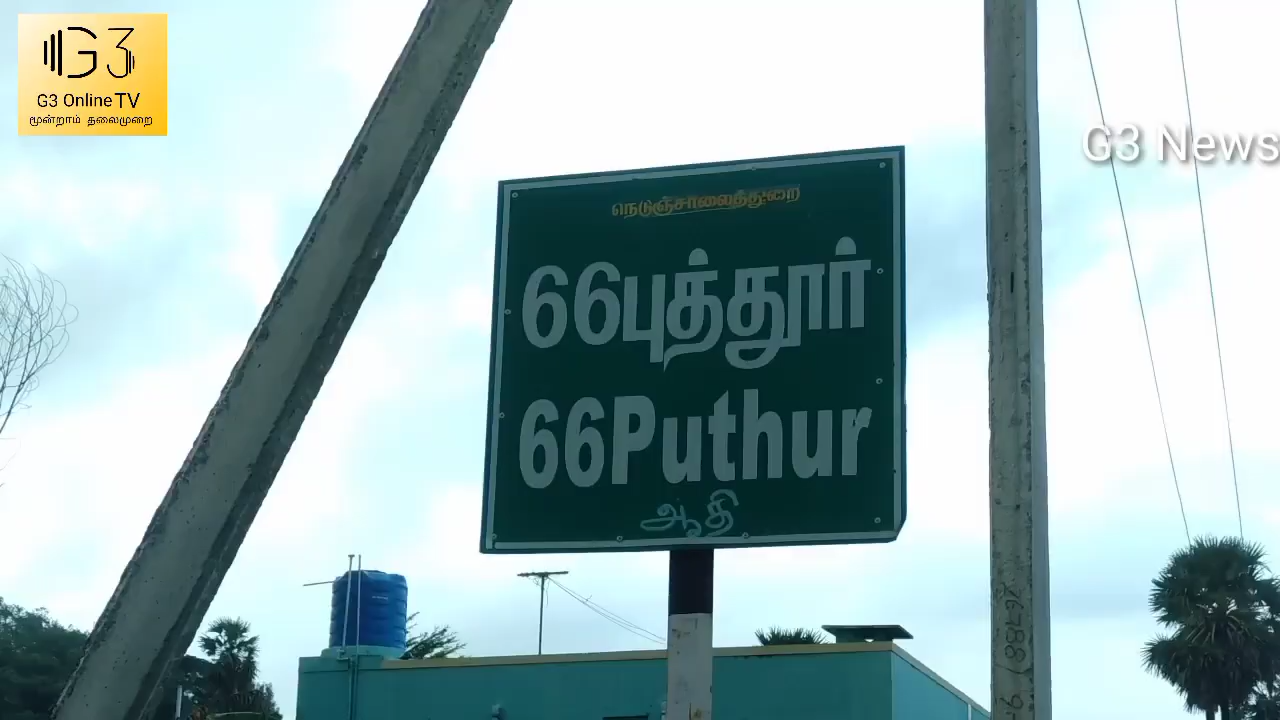 G3
G3 Online TV
மூன்றாம் தலைமுறை
G3 News
நெடுஞ்சாலைத்துறை
66புத்தூர்
66Puthur
ஆதி